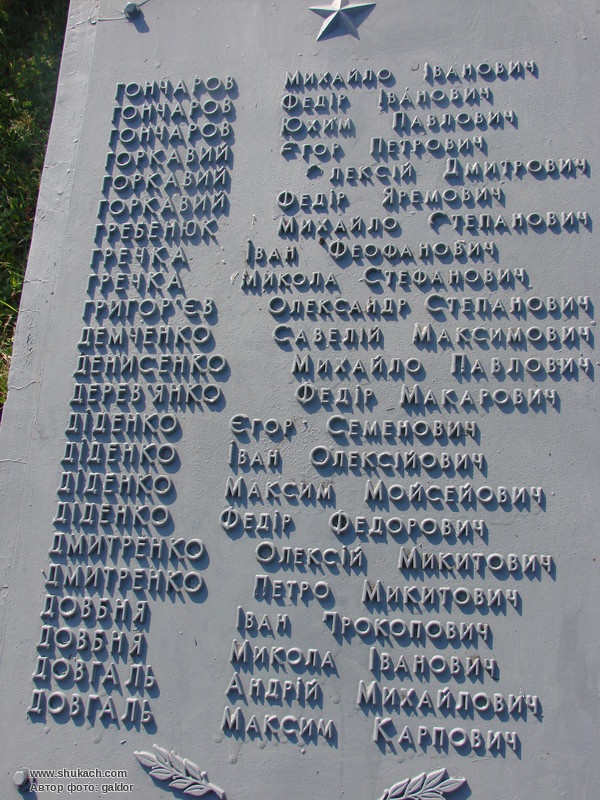 ГОНЧАРОВ МИХАЙЛО ІВАНОВИЧ
ГОНЧАРОВ ФЕДІР ІВАНОВИЧ
ГОНЧАРОВ ЮХИМ ПАВЛОВИЧ
ГОРКАВИЙ ЄГОР ПЕТРОВИЧ
ГОРКАВИЙ ОЛЕКСІЙ ДМИТРОВИЧ
ГОРКАВИЙ ФЕДІР ЯРЕМОВИЧ
ГРЕБЕНЮК МИХАЙЛО СТЕПАНОВИЧ
ГРЕЧКА ІВАН ФЕОФАНОВИЧ
ГРЕЧКА МИКОЛА СТЕФАНОВИЧ
ГРИГОР'ЄВ ОЛЕКСАНДР СТЕПАНОВИЧ
ДЕМЧЕНКО САВЕЛІЙ МАКСИМОВИЧ
ДЕНИСЕНКО МИХАЙЛО ПАВЛОВИЧ
ДЕРЕВ'ЯНКО ФЕДІР МАКАРОВИЧ
ДІДЕНКО ЄГОР СЕМЕНОВИЧ
ДІДЕНКО ІВАН ОЛЕКСІЙОВИЧ
ДІДЕНКО МАКСИМ МОЙСЕЙОВИЧ
ДІДЕНКО ФЕДІР ФЕДОРОВИЧ
ДМИТРЕНКО ОЛЕКСІЙ МИКИТОВИЧ
ДМИТРЕНКО ПЕТРО МИКИТОВИЧ
ДОВБНЯ ІВАН ПРОКОПОВИЧ
ДОВБНЯ МИКОЛА ІВАНОВИЧ
ДОВГАЛЬ АНДРІЙ МИХАЙЛОВИЧ
ДОВГАЛЬ МАКСИМ КАРПОВИЧ
www.shukach.com
Автор фото: galdor